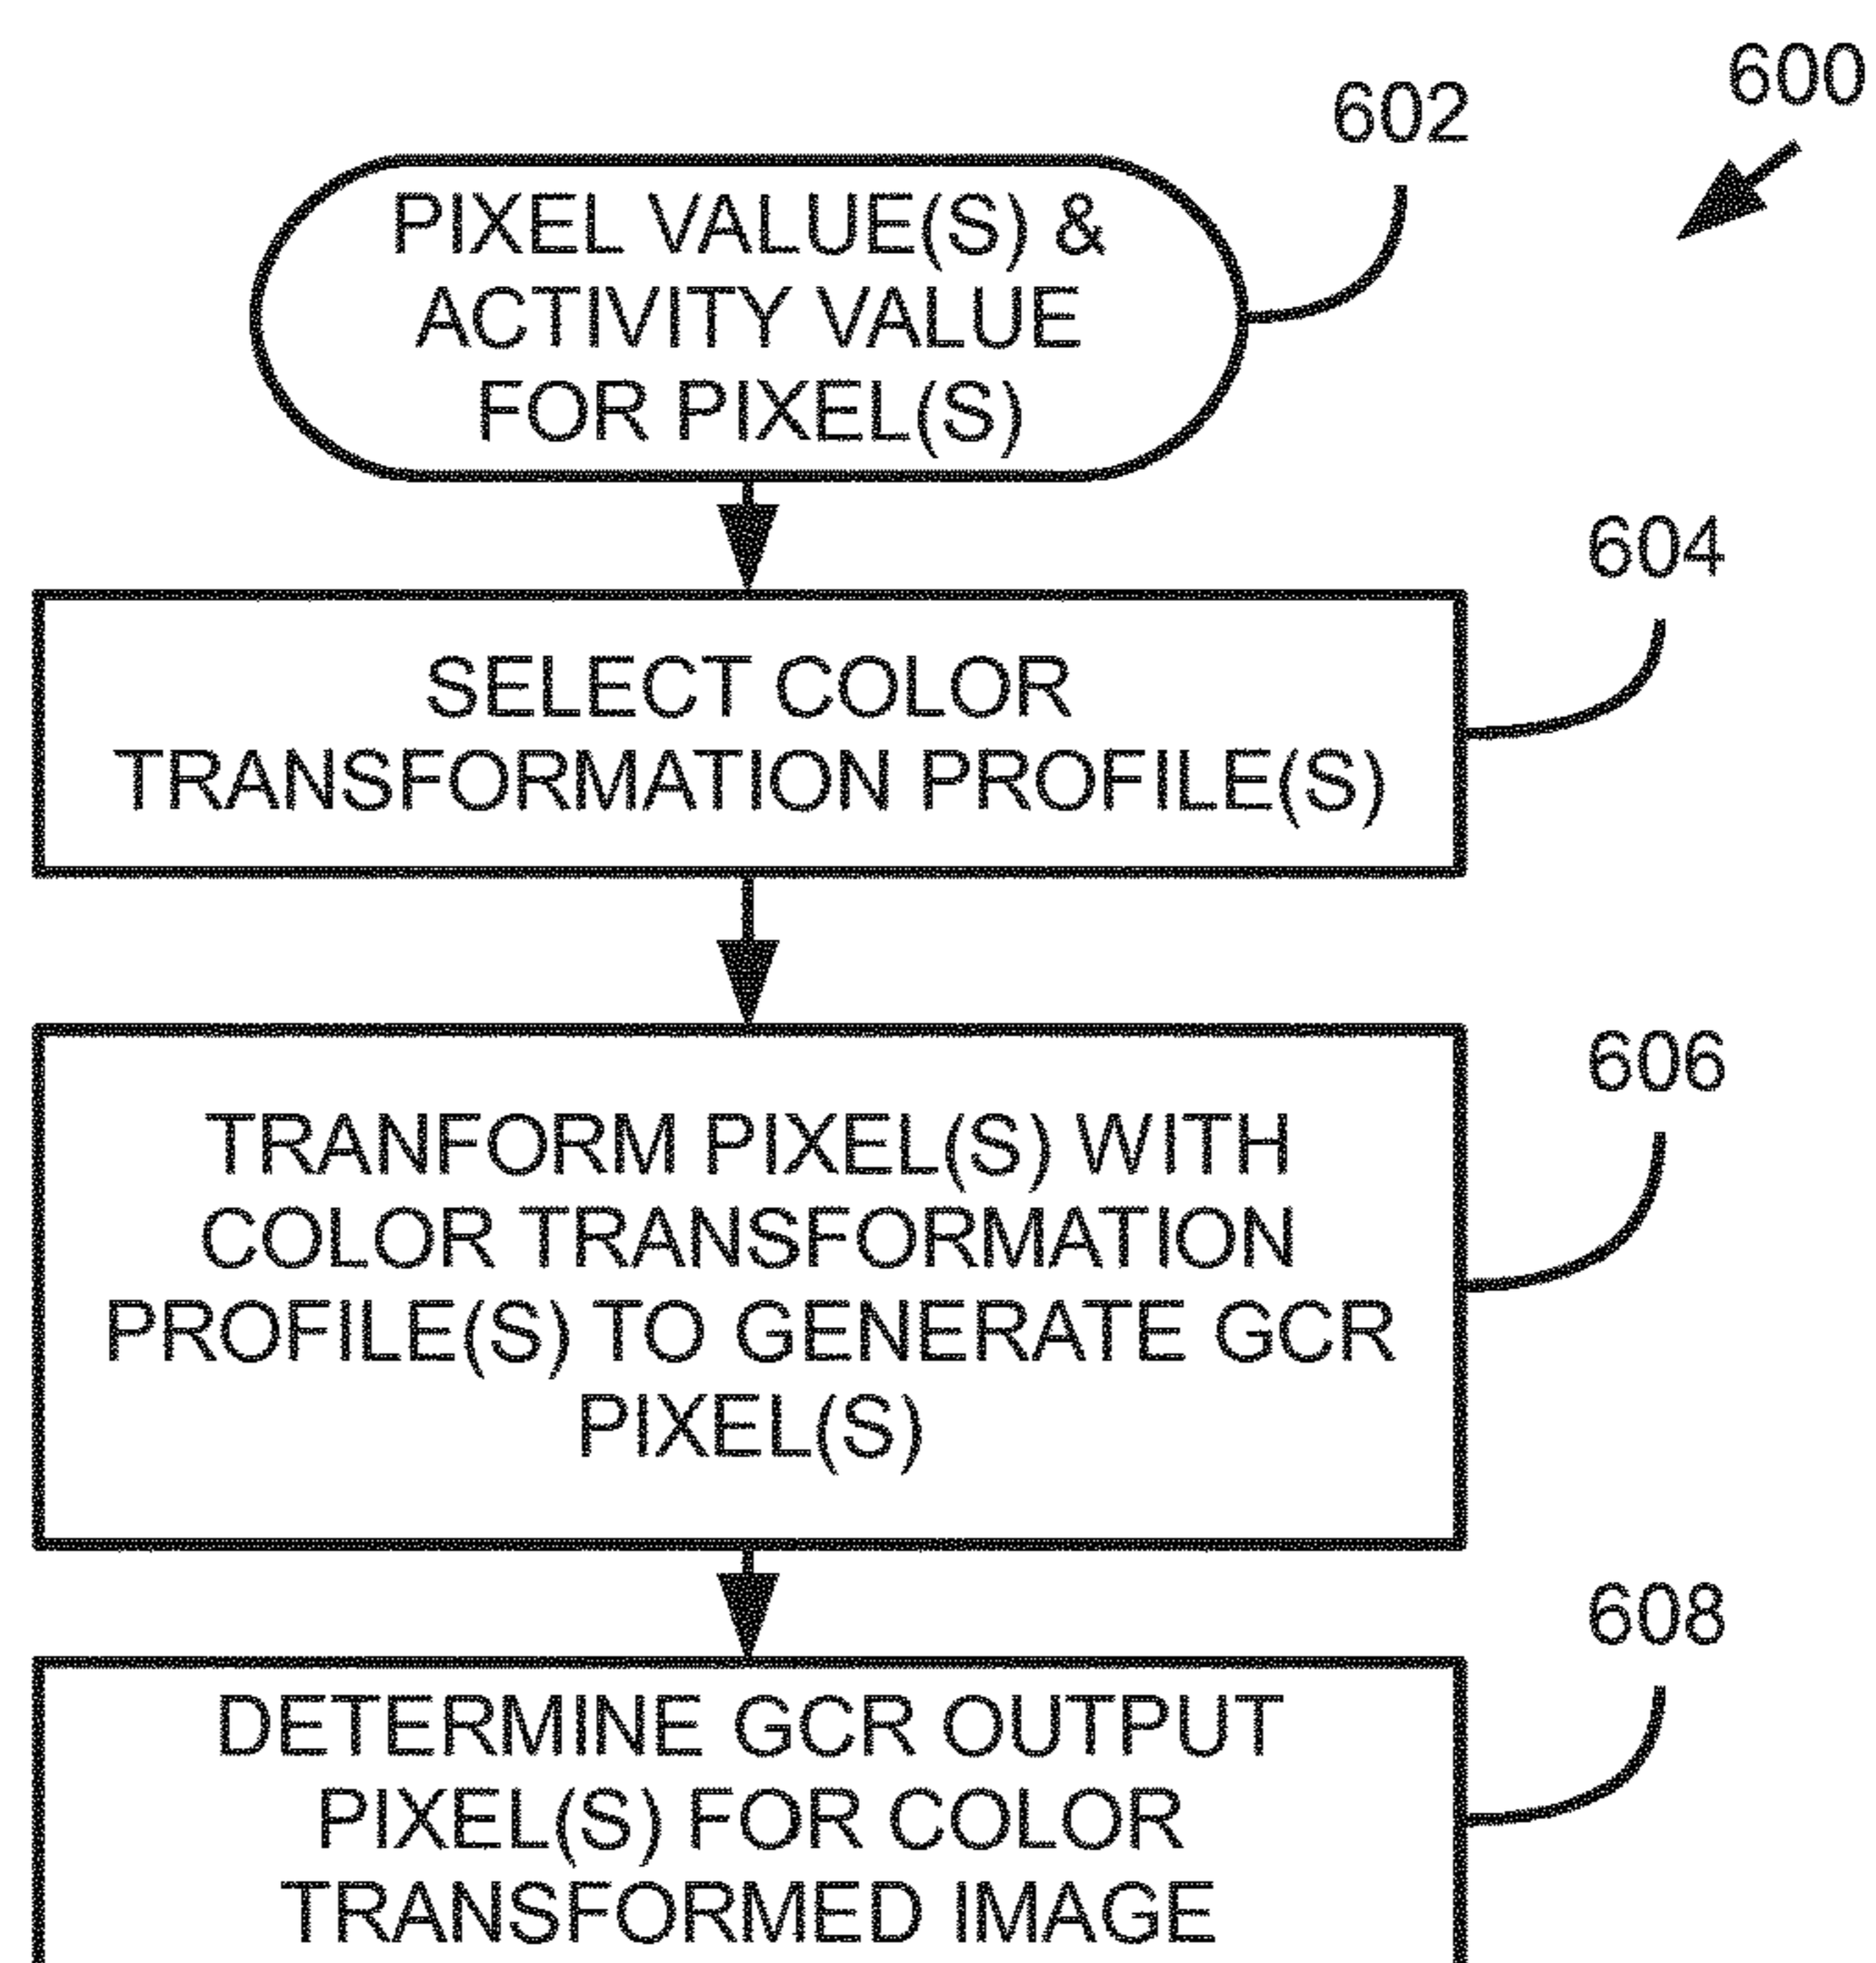 600
602
PIXEL VALUE(S) &
ACTIVITY VALUE
FOR PIXEL(S)
604
SELECT COLOR
TRANSFORMATION PROFILE(S)
606
TRANFORM PIXEL(S) WITH
COLOR TRANSFORMATION
PROFILE(S) TO GENERATE GCR
PIXEL(S)
608
DETERMINE GCR OUTPUT
PIXEL(S) FOR COLOR
TRANSFORMED IMAGE